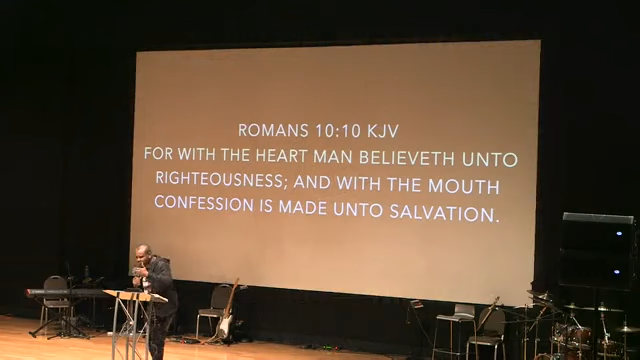 ROMANS 10:10 KJV
FOR WITH THE HEART MAN BELIEVETH UNTO
RIGHTEOUSNESS; AND WITH THE MOUTH
CONFESSION IS MADE UNTO SALVATION.